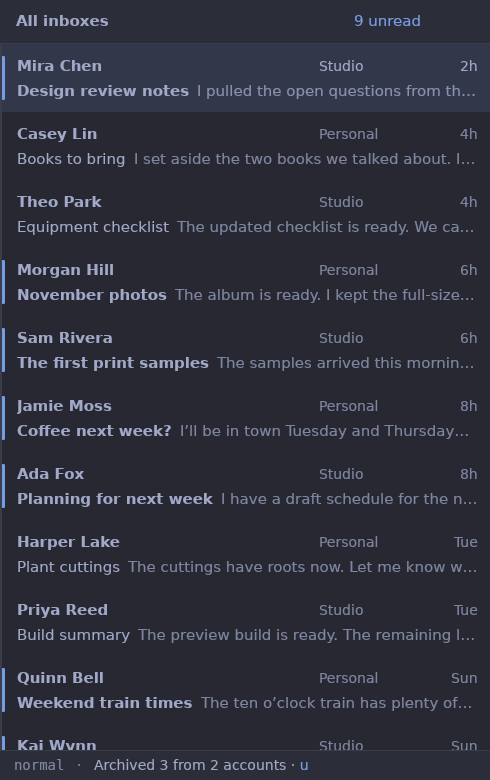 All inboxes 9 unread
Mira Chen Studio 2h
Design review notes I pulled the open questions from th…
Casey Lin Personal 4h
Books to bring I set aside the two books we talked about. I…
Theo Park Studio 4h
Equipment checklist The updated checklist is ready. We ca…
Morgan Hill Personal 6h
November photos The album is ready. I kept the full-size…
Sam Rivera Studio 6h
The first print samples The samples arrived this mornin…
Jamie Moss Personal 8h
Coffee next week? I’ll be in town Tuesday and Thursday…
Ada Fox Studio 8h
Planning for next week I have a draft schedule for the n…
Harper Lake Personal Tue
Plant cuttings The cuttings have roots now. Let me know w…
Priya Reed Studio Tue
Build summary The preview build is ready. The remaining l…
Quinn Bell Personal Sun
Weekend train times The ten o’clock train has plenty of…
Kai Wynn Studio Sun
normal · Archived 3 from 2 accounts · u